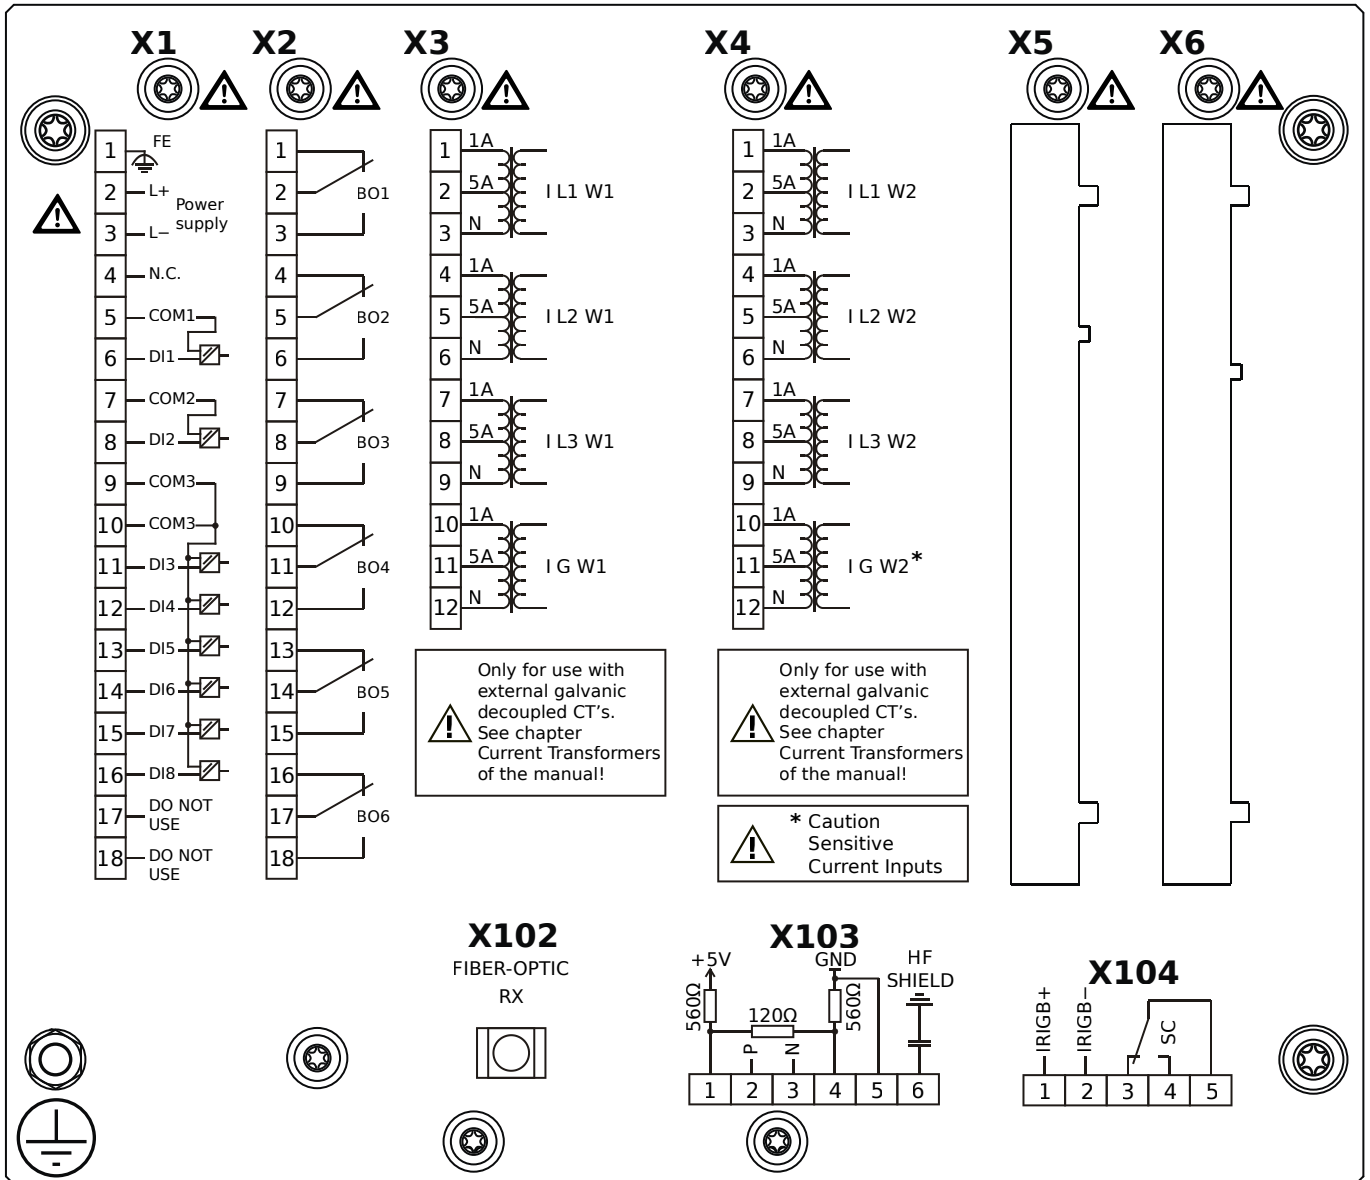 X1
X2
X3
X4
X5
X6
1
FE
2
L+
Power
supply
3
L−
4
N.C.
5
COM1
6
DI1
7
COM2
8
DI2
9
COM3
10
COM3
11
DI3
12
DI4
13
DI5
14
DI6
15
DI7
16
DI8
17
DO NOT
USE
18
DO NOT
USE
1
2
BO1
3
4
5
BO2
6
7
8
BO3
9
10
11
BO4
12
13
14
BO5
15
16
17
BO6
18
1
1A
2
5A
I L1 W1
3
N
4
1A
5
5A
I L2 W1
6
N
7
1A
8
5A
I L3 W1
9
N
10
1A
11
5A
I G W1
12
N
Only for use with
external galvanic
decoupled CT’s.
See chapter
Current Transformers
of the manual!
1
1A
2
5A
I L1 W2
3
N
4
1A
5
5A
I L2 W2
6
N
7
1A
8
5A
I L3 W2
9
N
10
1A
11
5A
I G W2*
12
N
Only for use with
external galvanic
decoupled CT’s.
See chapter
Current Transformers
of the manual!
* Caution
Sensitive
Current Inputs
X102
FIBER-OPTIC
RX
X103
+5V
GND
HF
SHIELD
560Ω
120Ω
560Ω
P
N
1 2 3 4 5 6
X104
IRIGB+
IRIGB−
SC
1 2 3 4 5